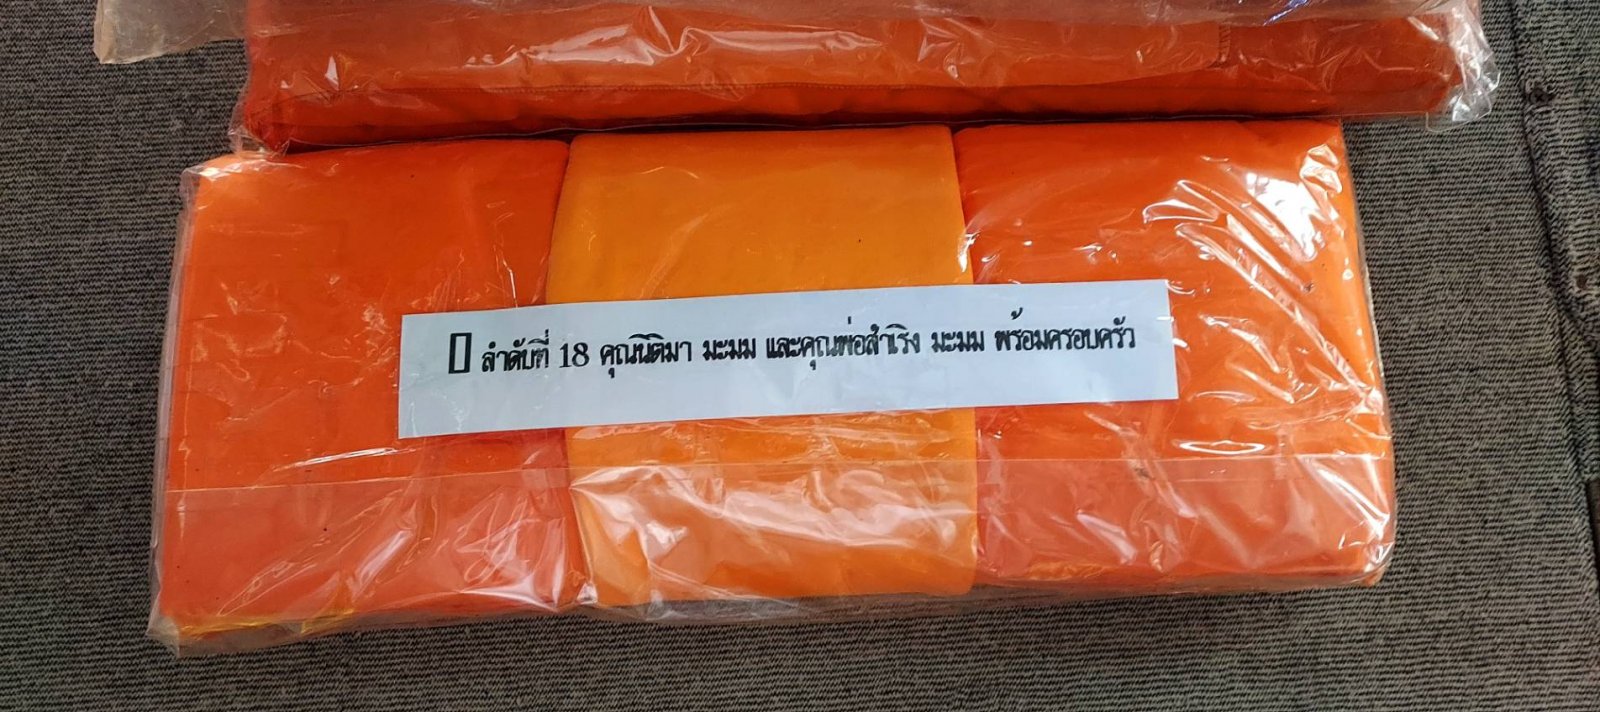 ▯ ลำดับที่ 18 คุณนิติมา มะมม และคุณพ่อสำเริง มะมม พร้อมครอบครัว